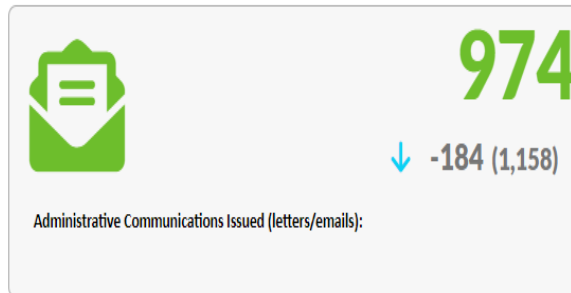 974
-184 (1,158)
Administrative Communications Issued (letters/emails):